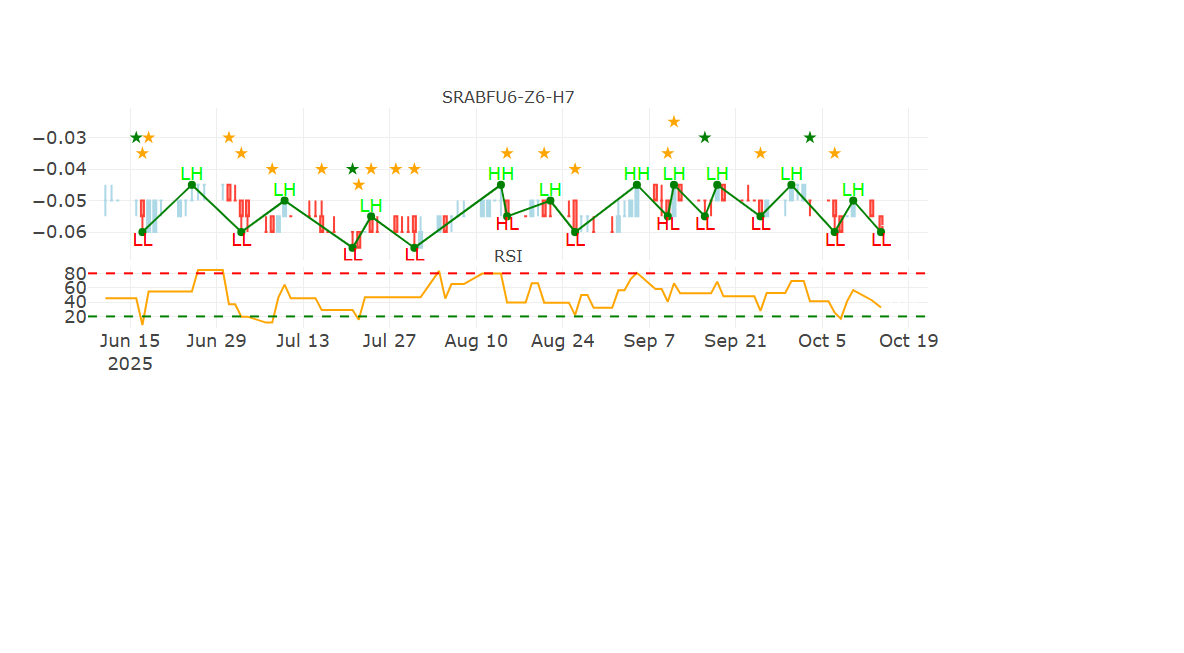 SRABFU6-Z6-H7
−0.03
−0.04
LH HH HH LH LH LH
LH LH LH
−0.05
LH
HL HL LL LL
−0.06
LL LL LL LL LL
LL LL
RSI
80
60
40
20
Jun 15 Jun 29 Jul 13 Jul 27 Aug 10 Aug 24 Sep 7 Sep 21 Oct 5 Oct 19
2025